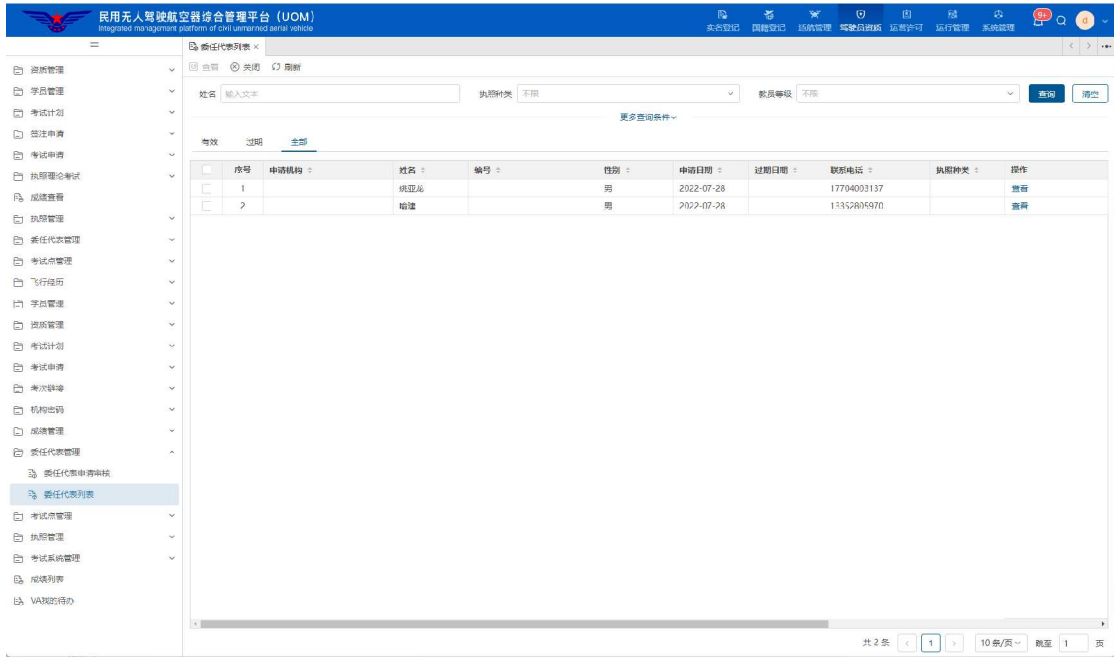 民用无人驾驶航空器综合管理平台（UOM）
Integrated management platform of civil unmanned aerial vehicle
实名登记 国籍登记 适航管理 驾驶员资质 运营许可 运行管理 系统管理 9+ d
委任代表列表 ×
查看 关闭 刷新
姓名 输入文本 执照种类 不限 教员等级 不限 查询 清空
更多查询条件
有效 过期 全部
序号 申请机构 姓名 编号 性别 申请日期 过期日期 联系电话 执照种类 操作
1 姚亚龙 男 2022-07-28 17704003137 查看
2 喻建 男 2022-07-28 13352805970 查看
资质管理
学员管理
考试计划
签注申请
考试申请
执照理论考试
成绩查看
执照管理
委任代表管理
考试点管理
飞行经历
学员管理
资质管理
考试计划
考试申请
考次链接
机构密码
成绩管理
委任代表管理
委任代表申请审核
委任代表列表
考试点管理
执照管理
考试系统管理
成绩列表
VA我的待办
共 2 条 < 1 > 10 条/页 跳至 1 页